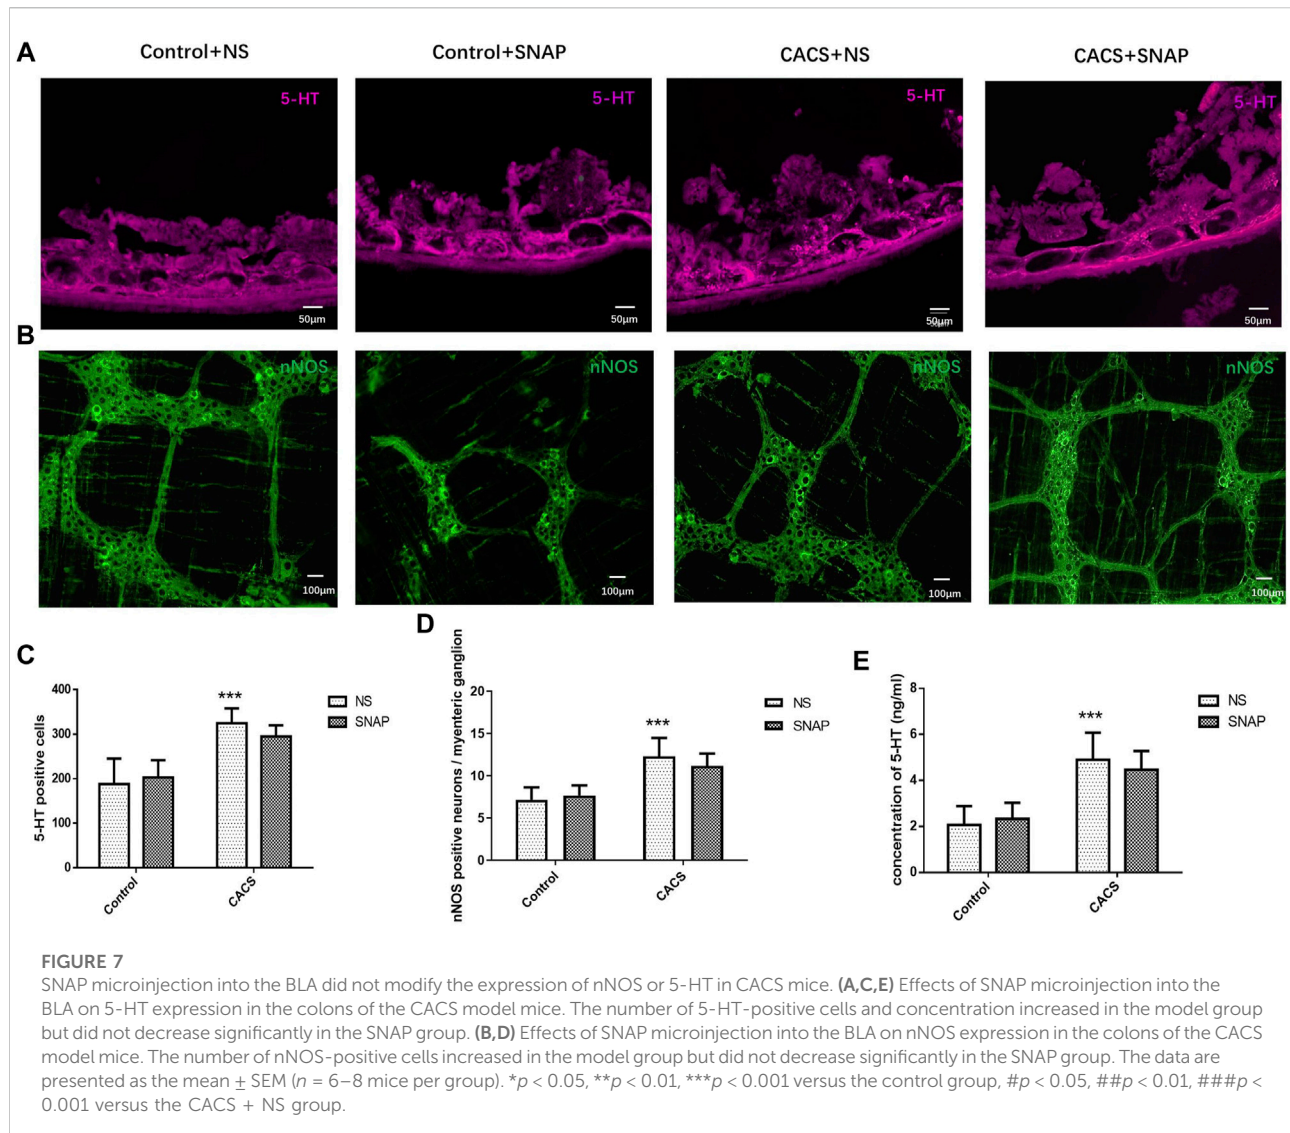 A
Control+NS
Control+SNAP
CACS+NS
CACS+SNAP
5-HT
5-HT
5-HT
5-HT
50μm
50μm
50μm
50μm
B
nNOS
nNOS
nNOS
nNOS
100μm
100μm
100μm
100μm
C
5-HT positive cells
400
300
200
100
0
***
Control
CACS
NS
SNAP
D
nNOS positive neurons / myenteric ganglion
20
15
10
5
0
***
Control
CACS
NS
SNAP
E
concentration of 5-HT (ng/ml)
8
6
4
2
0
***
Control
CACS
NS
SNAP
FIGURE 7
SNAP microinjection into the BLA did not modify the expression of nNOS or 5-HT in CACS mice. (A,C,E) Effects of SNAP microinjection into the
BLA on 5-HT expression in the colons of the CACS model mice. The number of 5-HT-positive cells and concentration increased in the model group
but did not decrease significantly in the SNAP group. (B,D) Effects of SNAP microinjection into the BLA on nNOS expression in the colons of the CACS
model mice. The number of nNOS-positive cells increased in the model group but did not decrease significantly in the SNAP group. The data are
presented as the mean ± SEM (n = 6–8 mice per group). *p < 0.05, **p < 0.01, ***p < 0.001 versus the control group, #p < 0.05, ##p < 0.01, ###p <
0.001 versus the CACS + NS group.